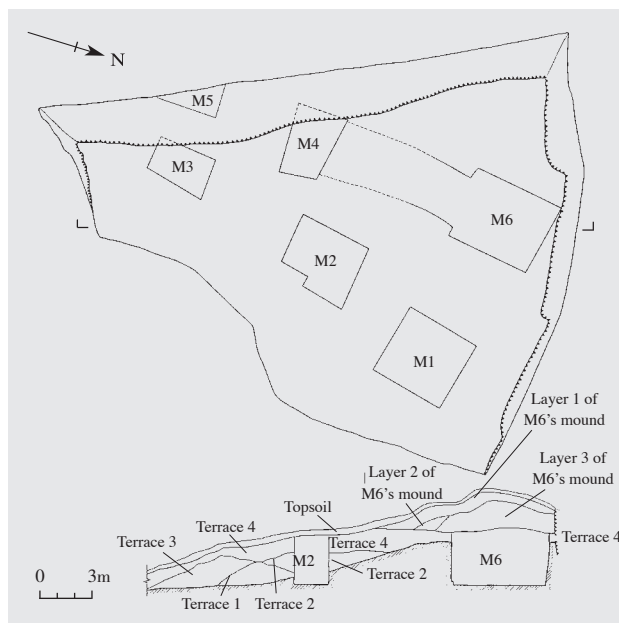 N
M5
M4
M3
M6
M2
M1
Layer 1 of
M6's mound
Layer 3 of
M6's mound
Layer 2 of
M6's mound
Topsoil
Terrace 4
Terrace 3
M2
Terrace 4
Terrace 4
M6
Terrace 2
0 3m
Terrace 1 Terrace 2